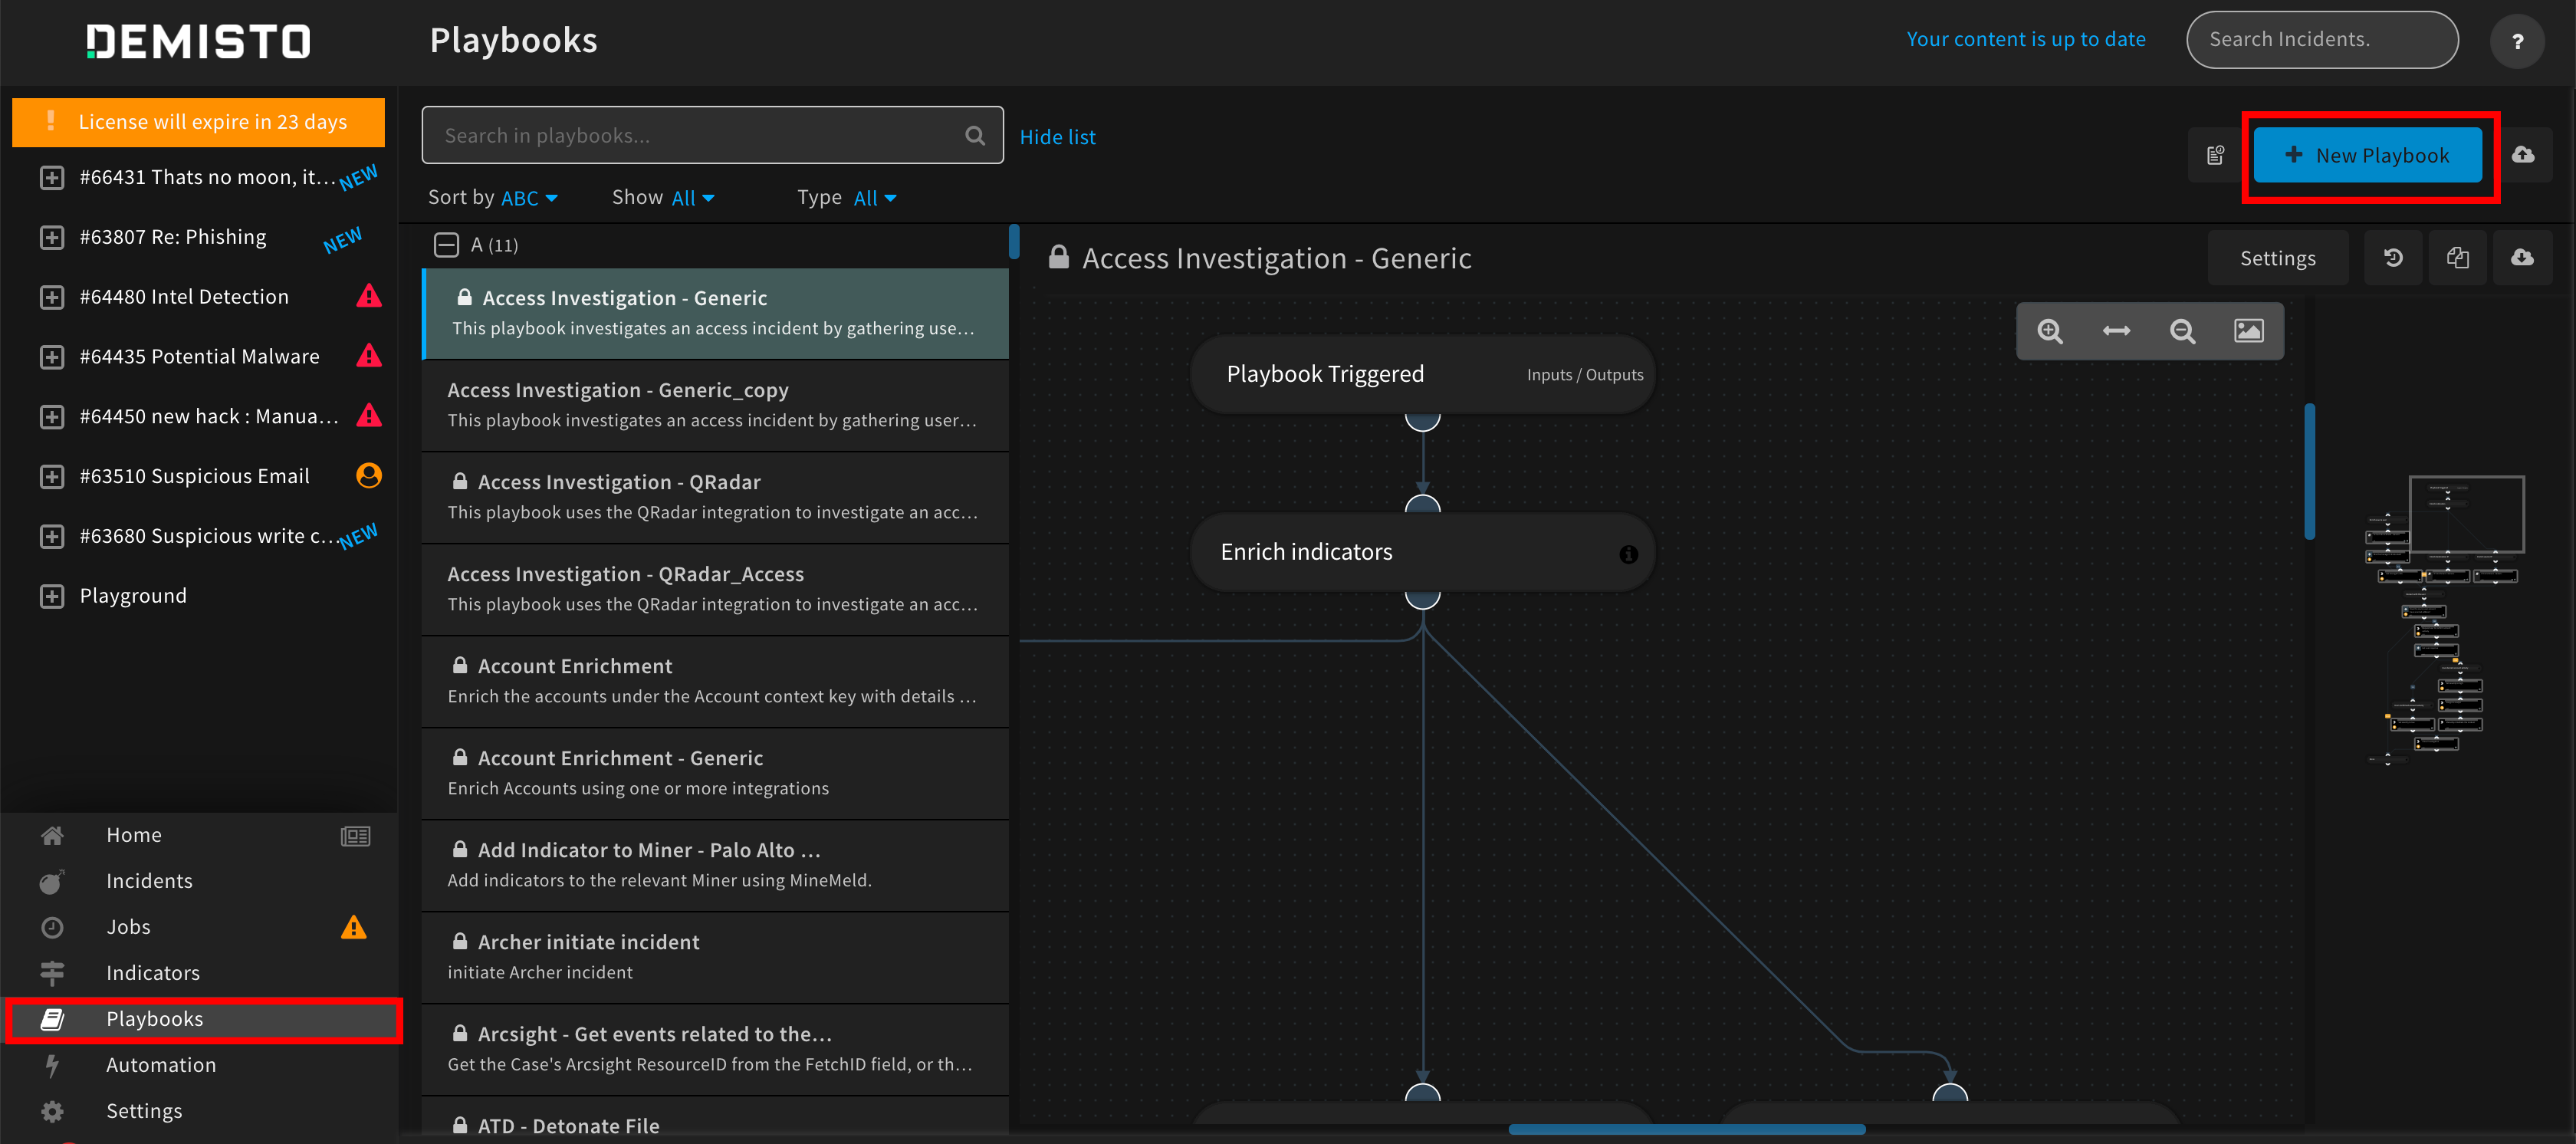 DEMISTO
Playbooks
Your content is up to date
Search Incidents.
?
License will expire in 23 days
#66431 Thats no moon, it... NEW
#63807 Re: Phishing NEW
#64480 Intel Detection
#64435 Potential Malware
#64450 new hack : Manua...
#63510 Suspicious Email
#63680 Suspicious write c... NEW
Playground
Home
Incidents
Jobs
Indicators
Playbooks
Automation
Settings
Search in playbooks...
Hide list
New Playbook
Sort by ABC
Show All
Type All
A (11)
Access Investigation - Generic
This playbook investigates an access incident by gathering use...
Access Investigation - Generic_copy
This playbook investigates an access incident by gathering user...
Access Investigation - QRadar
This playbook uses the QRadar integration to investigate an acc...
Access Investigation - QRadar_Access
This playbook uses the QRadar integration to investigate an acc...
Account Enrichment
Enrich the accounts under the Account context key with details ...
Account Enrichment - Generic
Enrich Accounts using one or more integrations
Add Indicator to Miner - Palo Alto ...
Add indicators to the relevant Miner using MineMeld.
Archer initiate incident
initiate Archer incident
Arcsight - Get events related to the...
Get the Case's Arcsight ResourceID from the FetchID field, or th...
ATD - Detonate File
Access Investigation - Generic
Settings
Playbook Triggered
Inputs / Outputs
Enrich indicators